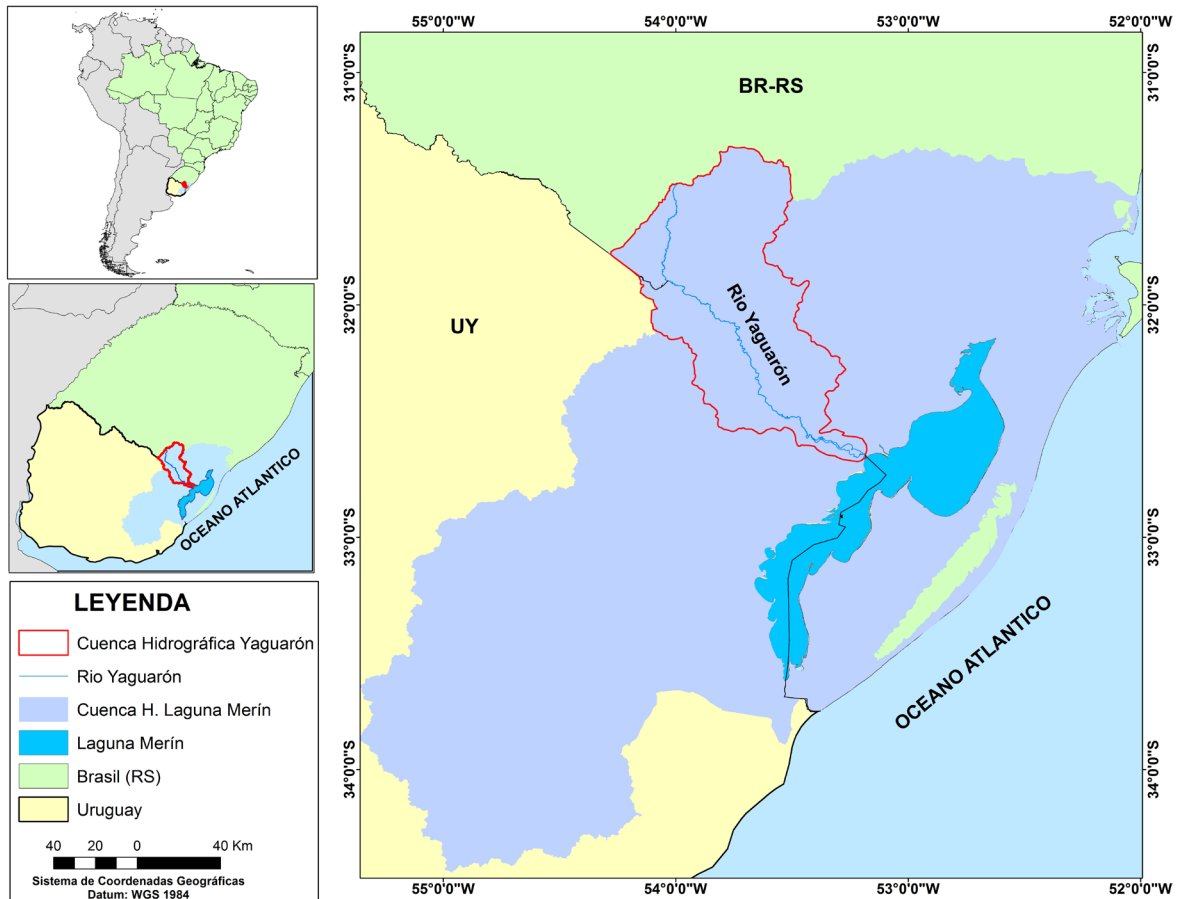 55°0'0"W
54°0'0"W
53°0'0"W
52°0'0"W
31°0'0"S
31°0'0"S
BR-RS
32°0'0"S
32°0'0"S
UY
Rio Yaguarón
33°0'0"S
33°0'0"S
OCEANO ATLANTICO
34°0'0"S
34°0'0"S
55°0'0"W
54°0'0"W
53°0'0"W
52°0'0"W
OCEANO ATLANTICO
LEYENDA
Cuenca Hidrográfica Yaguarón
Rio Yaguarón
Cuenca H. Laguna Merín
Laguna Merín
Brasil (RS)
Uruguay
40 20 0 40 Km
Sistema de Coordenadas Geográficas
Datum: WGS 1984